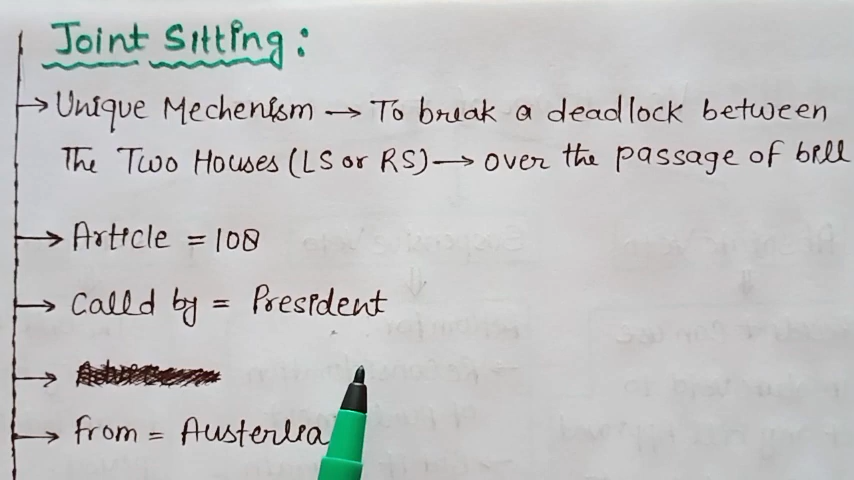 Joint Sitting:
→ Unique Mechenism → To break a deadlock between
The Two Houses (LS or RS) → over the passage of bill
→ Article = 108
→ Calld by = President
→
→ From = Austerlia